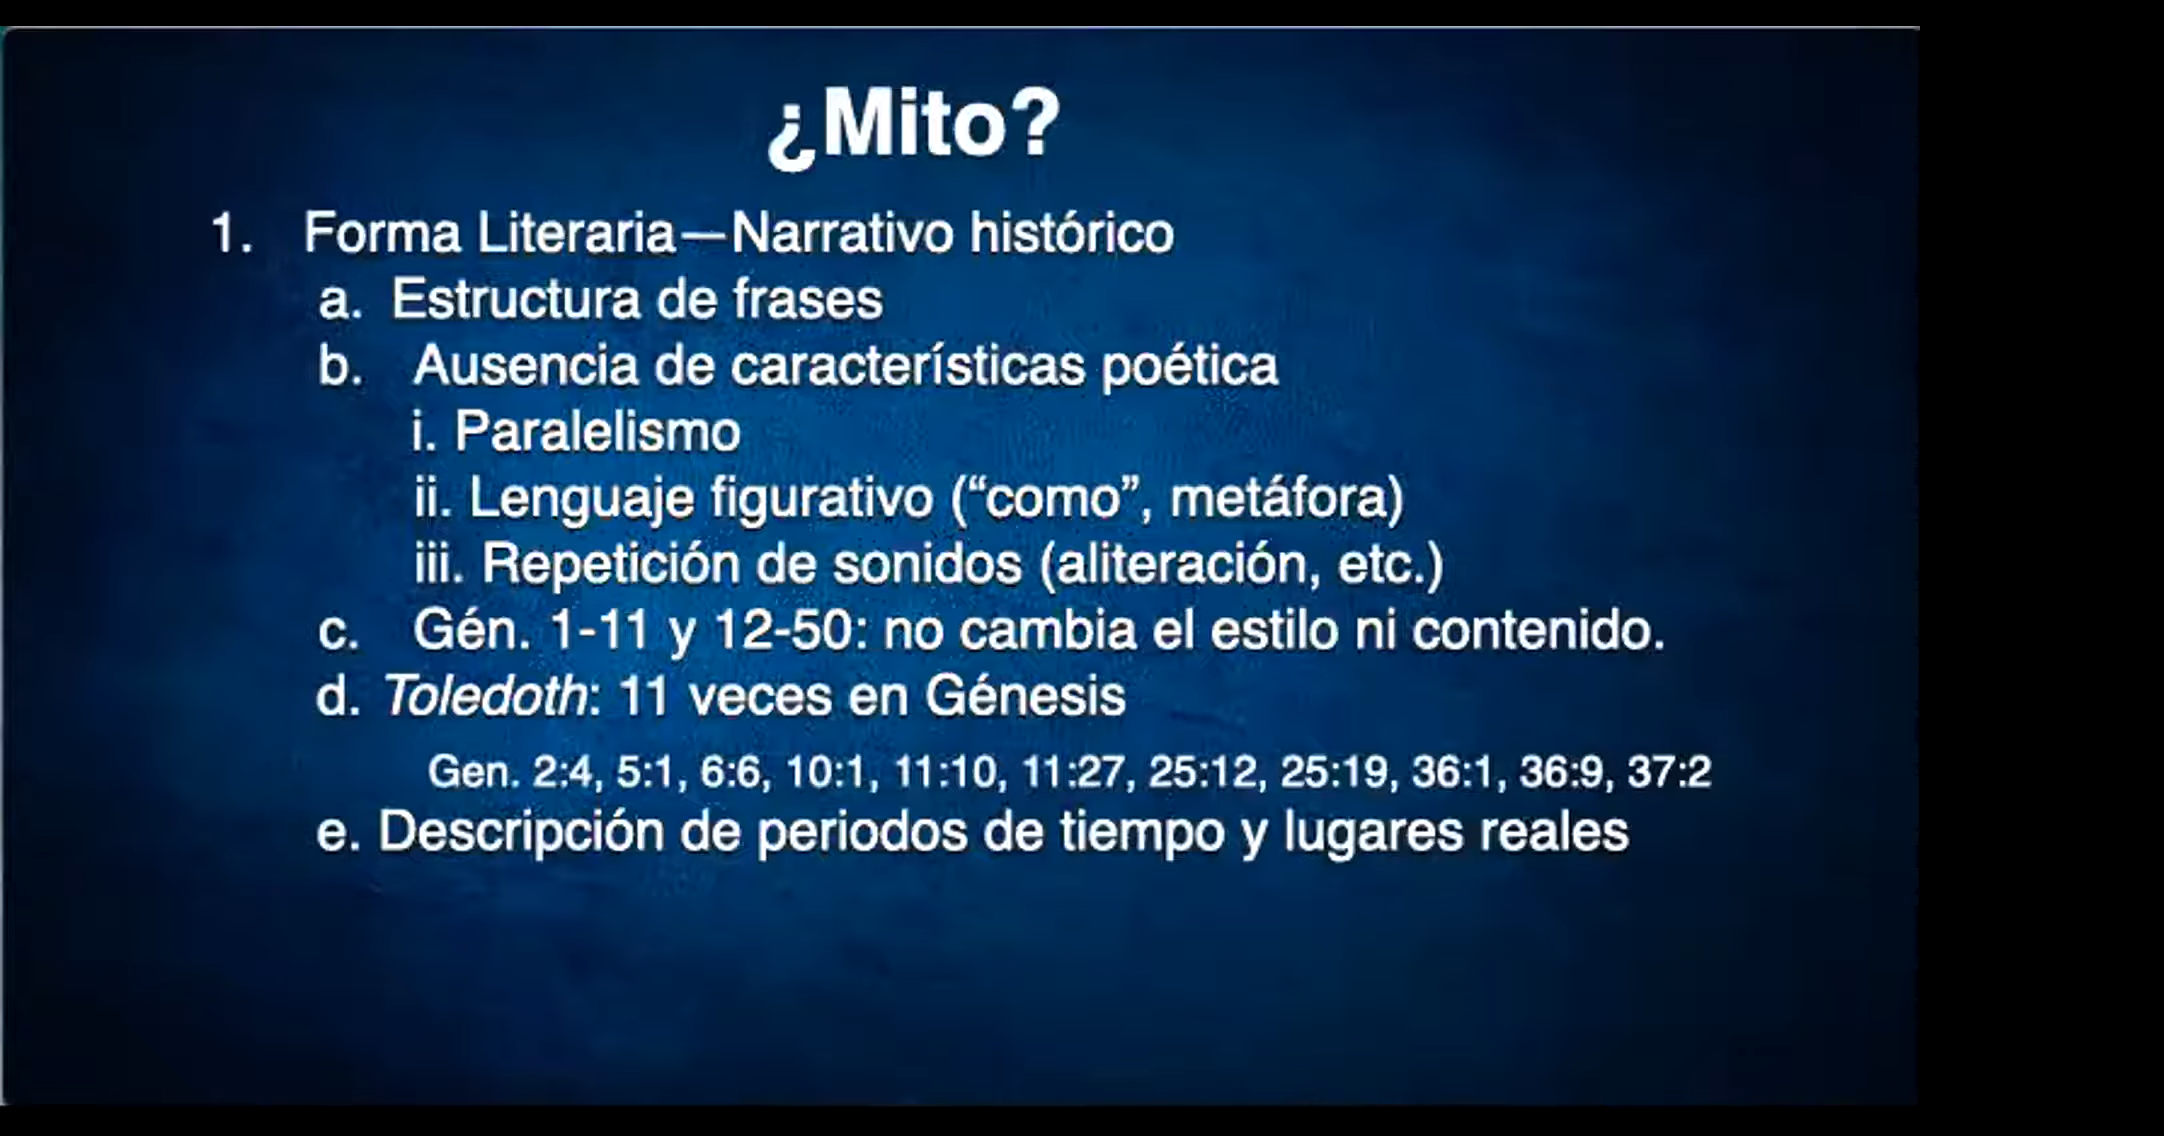 ¿Mito?
1. Forma Literaria—Narrativo histórico
a. Estructura de frases
b. Ausencia de características poética
i. Paralelismo
ii. Lenguaje figurativo (“como”, metáfora)
iii. Repetición de sonidos (aliteración, etc.)
c. Gén. 1-11 y 12-50: no cambia el estilo ni contenido.
d. Toledoth: 11 veces en Génesis
Gen. 2:4, 5:1, 6:6, 10:1, 11:10, 11:27, 25:12, 25:19, 36:1, 36:9, 37:2
e. Descripción de periodos de tiempo y lugares reales